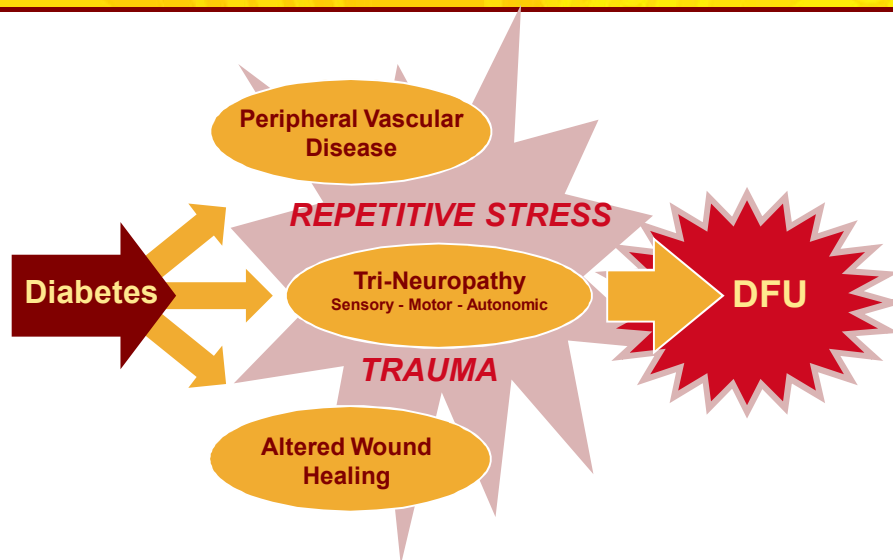 Peripheral Vascular
Disease
REPETITIVE STRESS
Diabetes
Tri-Neuropathy
Sensory - Motor - Autonomic
DFU
TRAUMA
Altered Wound
Healing